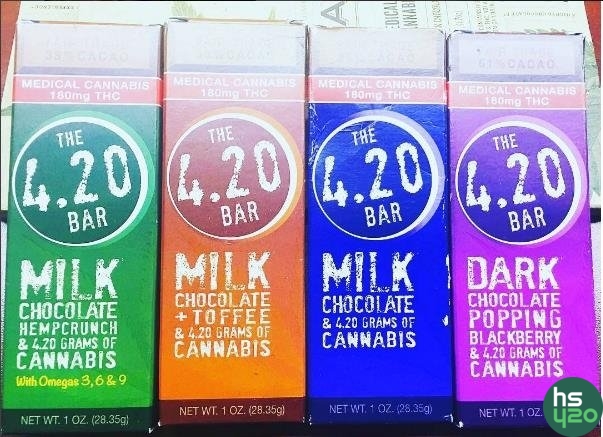 35% CACAO
MEDICAL CANNABIS
180mg THC
THE
4.20
BAR
MILK
CHOCOLATE
HEMPCRUNCH
& 4.20 GRAMS OF
CANNABIS
With Omegas 3, 6 & 9
NET WT. 1 OZ. (28.35g)
MEDICAL CANNABIS
180mg THC
THE
4.20
BAR
MILK
CHOCOLATE
+ TOFFEE
& 4.20 GRAMS OF
CANNABIS
NET WT. 1 OZ. (28.35g)
MEDICAL CANNABIS
180mg THC
THE
4.20
BAR
MILK
CHOCOLATE
& 4.20 GRAMS OF
CANNABIS
NET WT. 1 OZ. (28.35g)
61% CACAO
MEDICAL CANNABIS
180mg THC
THE
4.20
BAR
DARK
CHOCOLATE
POPPING
BLACKBERRY
& 4.20 GRAMS OF
CANNABIS
NET WT. 1 OZ. (28.35g)
hs
420